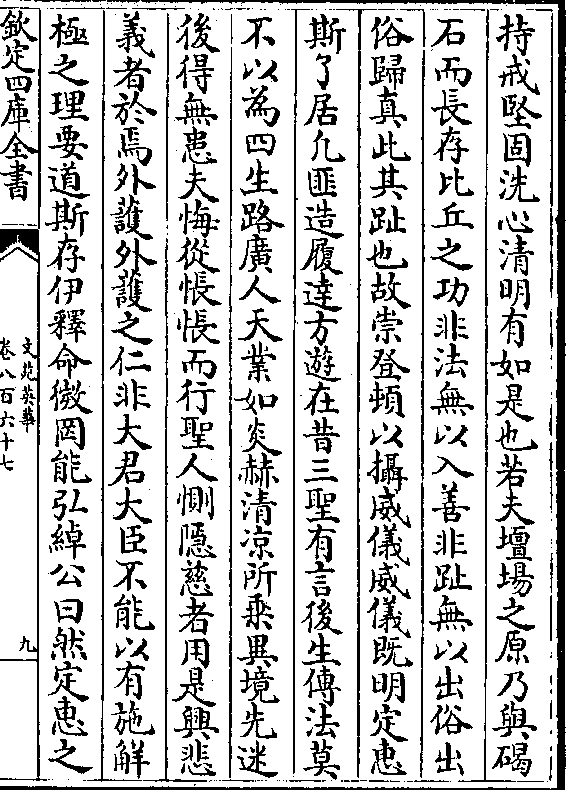 持戒堅固洗心清明有如是也若夫壇場之原乃與碣
石而長存比丘之功非法無以入善非趾無以出俗出
俗歸真此其趾也故崇登頓以攝威儀威儀既明定惠
斯了居凢匪造履達方遊在昔三聖有言後生傳法莫
不以為四生路廣人天業如炎赫清凉所乗異境先迷
後得無恚夫悔從悵悵而行聖人惻隱慈者用是興悲
義者於焉外護外護之仁非大君大臣不能以有施觧
極之理要道斯存伊釋命微罔能弘綽公曰然定惠之
欽定四庫全書
文苑英華
卷八百六十七
九